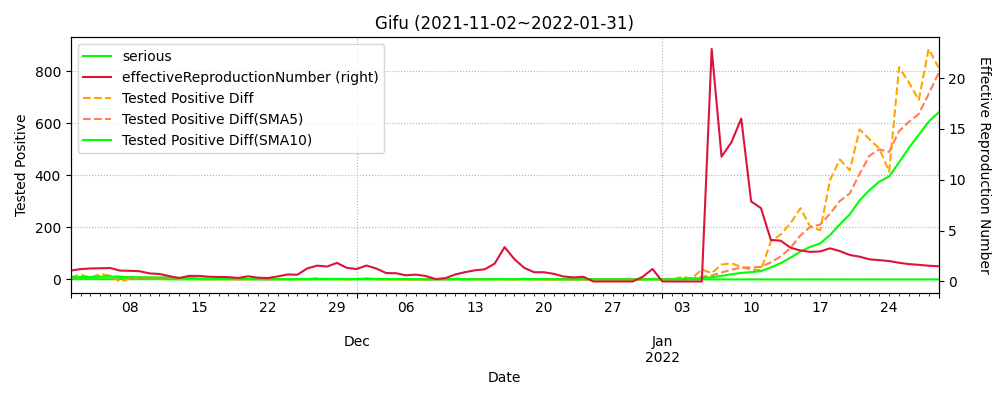 Gifu (2021-11-02~2022-01-31)
serious
effectiveReproductionNumber (right)
Tested Positive Diff
Tested Positive Diff(SMA5)
Tested Positive Diff(SMA10)
Tested Positive
800
600
400
200
0
20
15
10
5
0
Effective Reproduction Number
08 15 22 29 06 13 20 27 03 10 17 24
Dec Jan
2022
Date